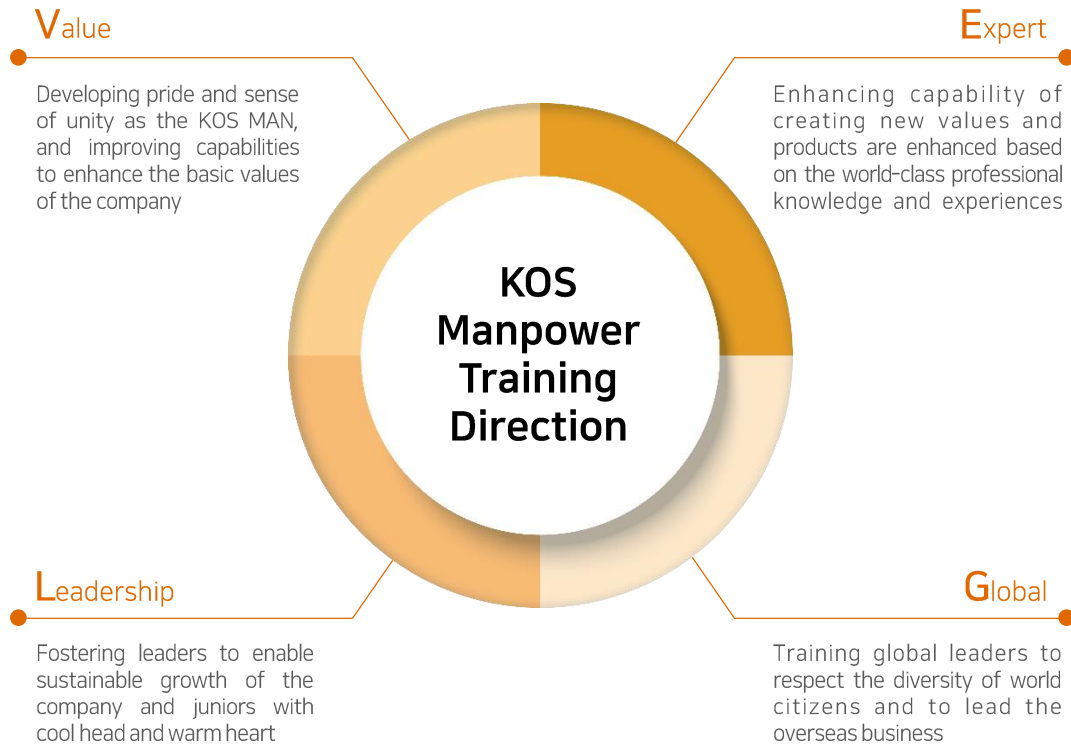 Value
Developing pride and sense
of unity as the KOS MAN,
and improving capabilities
to enhance the basic values
of the company
Expert
Enhancing capability of
creating new values and
products are enhanced based
on the world-class professional
knowledge and experiences
KOS
Manpower
Training
Direction
Leadership
Fostering leaders to enable
sustainable growth of the
company and juniors with
cool head and warm heart
Global
Training global leaders to
respect the diversity of world
citizens and to lead the
overseas business